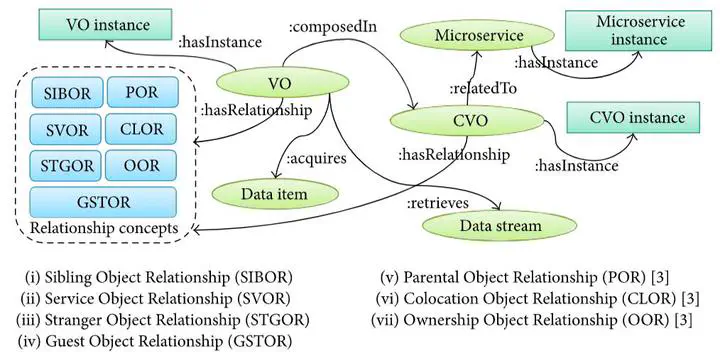 VO instance
:hasInstance
:composedIn
Microservice
Microservice
instance
:hasInstance
VO
:relatedTo
SIBOR
POR
:hasRelationship
SVOR
CLOR
CVO
CVO instance
:hasRelationship
:hasInstance
STGOR
OOR
:acquires
Data item
GSTOR
:retrieves
Data stream
Relationship concepts
(i) Sibling Object Relationship (SIBOR)
(ii) Service Object Relationship (SVOR)
(iii) Stranger Object Relationship (STGOR)
(iv) Guest Object Relationship (GSTOR)
(v) Parental Object Relationship (POR) [3]
(vi) Colocation Object Relationship (CLOR) [3]
(vii) Ownership Object Relationship (OOR) [3]